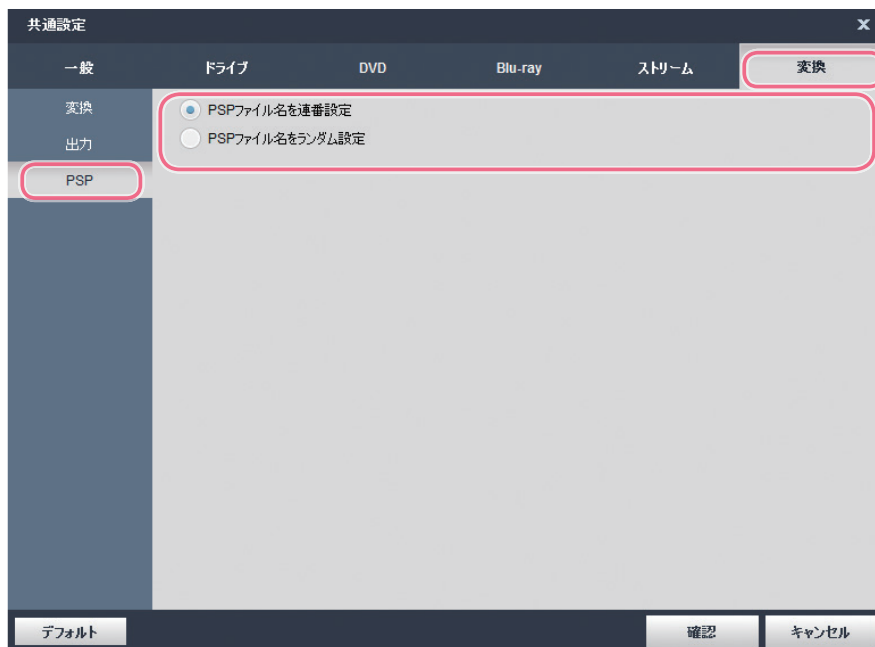 共通設定 x
一般 ドライブ DVD Blu-ray ストリーム 変換
変換
出力
PSP
PSPファイル名を連番設定
PSPファイル名をランダム設定
デフォルト 確認 キャンセル